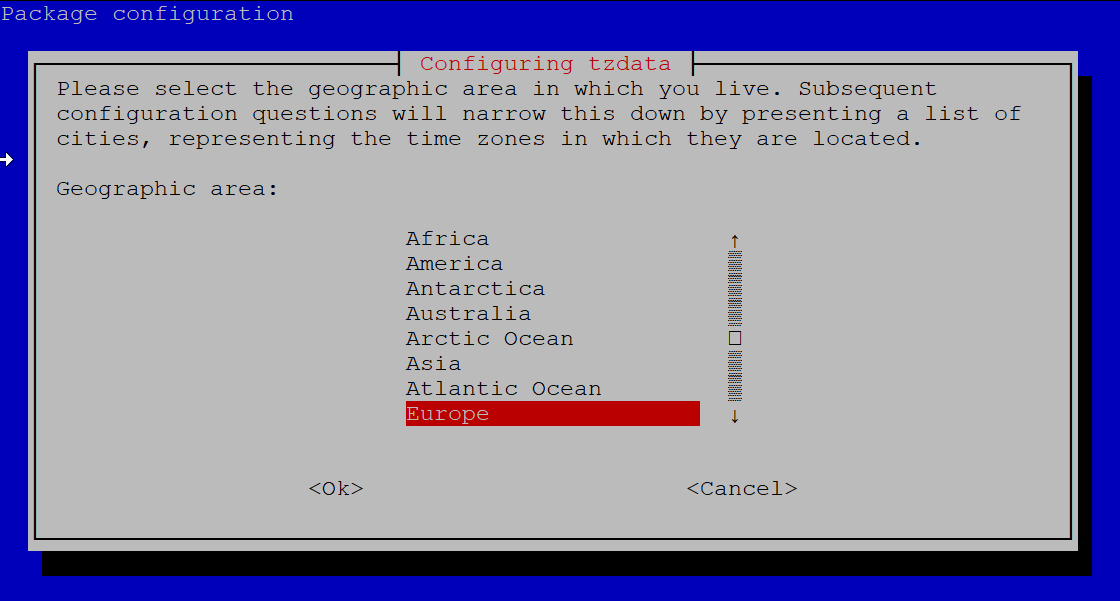 Package configuration
Configuring tzdata
Please select the geographic area in which you live. Subsequent
configuration questions will narrow this down by presenting a list of
cities, representing the time zones in which they are located.
Geographic area:
Africa
America
Antarctica
Australia
Arctic Ocean
Asia
Atlantic Ocean
Europe
<Ok> <Cancel>